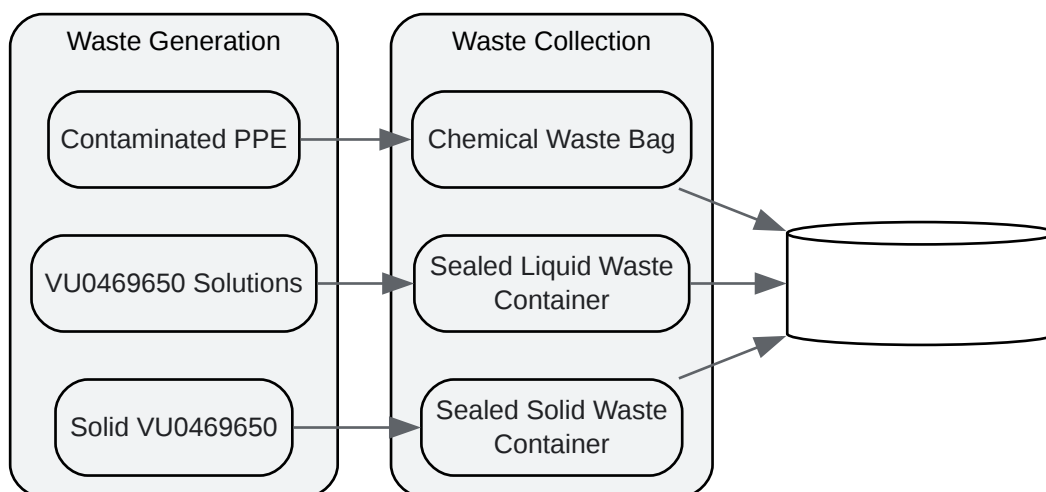 Waste Generation
Waste Collection
Contaminated PPE
Chemical Waste Bag
VU0469650 Solutions
Sealed Liquid Waste
Container
Solid VU0469650
Sealed Solid Waste
Container